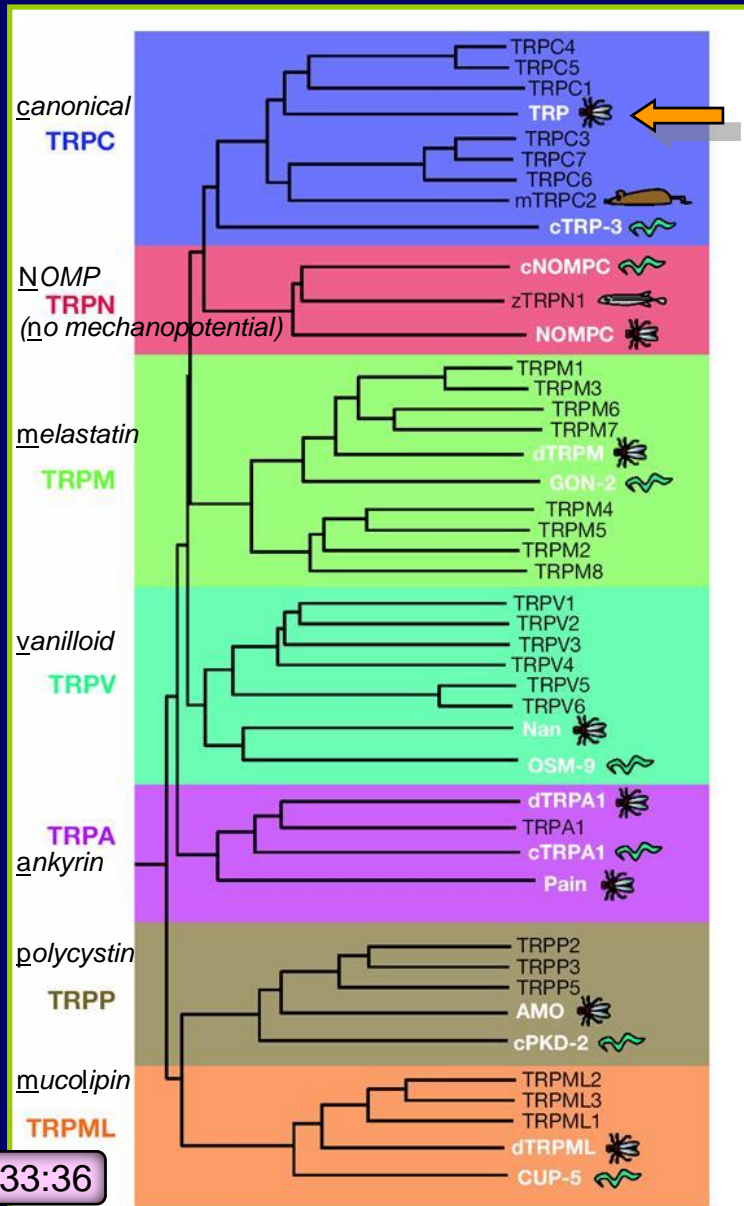 TRPC4
TRPC5
TRPC1
canonical
TRP
TRPC
TRPC3
TRPC7
TRPC6
mTRPC2
cTRP-3
NOMP
cNOMPC
TRPN
zTRPN1
(no mechanopotential)
NOMPC
TRPM1
TRPM3
TRPM6
melastatin
TRPM7
dTRPM
TRPM
GON-2
TRPM4
TRPM5
TRPM2
TRPM8
TRPV1
TRPV2
vanilloid
TRPV3
TRPV4
TRPV
TRPV5
TRPV6
Nan
OSM-9
dTRPA1
TRPA
TRPA1
ankyrin
cTRPA1
Pain
polycystin
TRPP2
TRPP3
TRPP
TRPP5
AMO
cPKD-2
mucolipin
TRPML2
TRPML3
TRPML
TRPML1
dTRPML
33:36
CUP-5